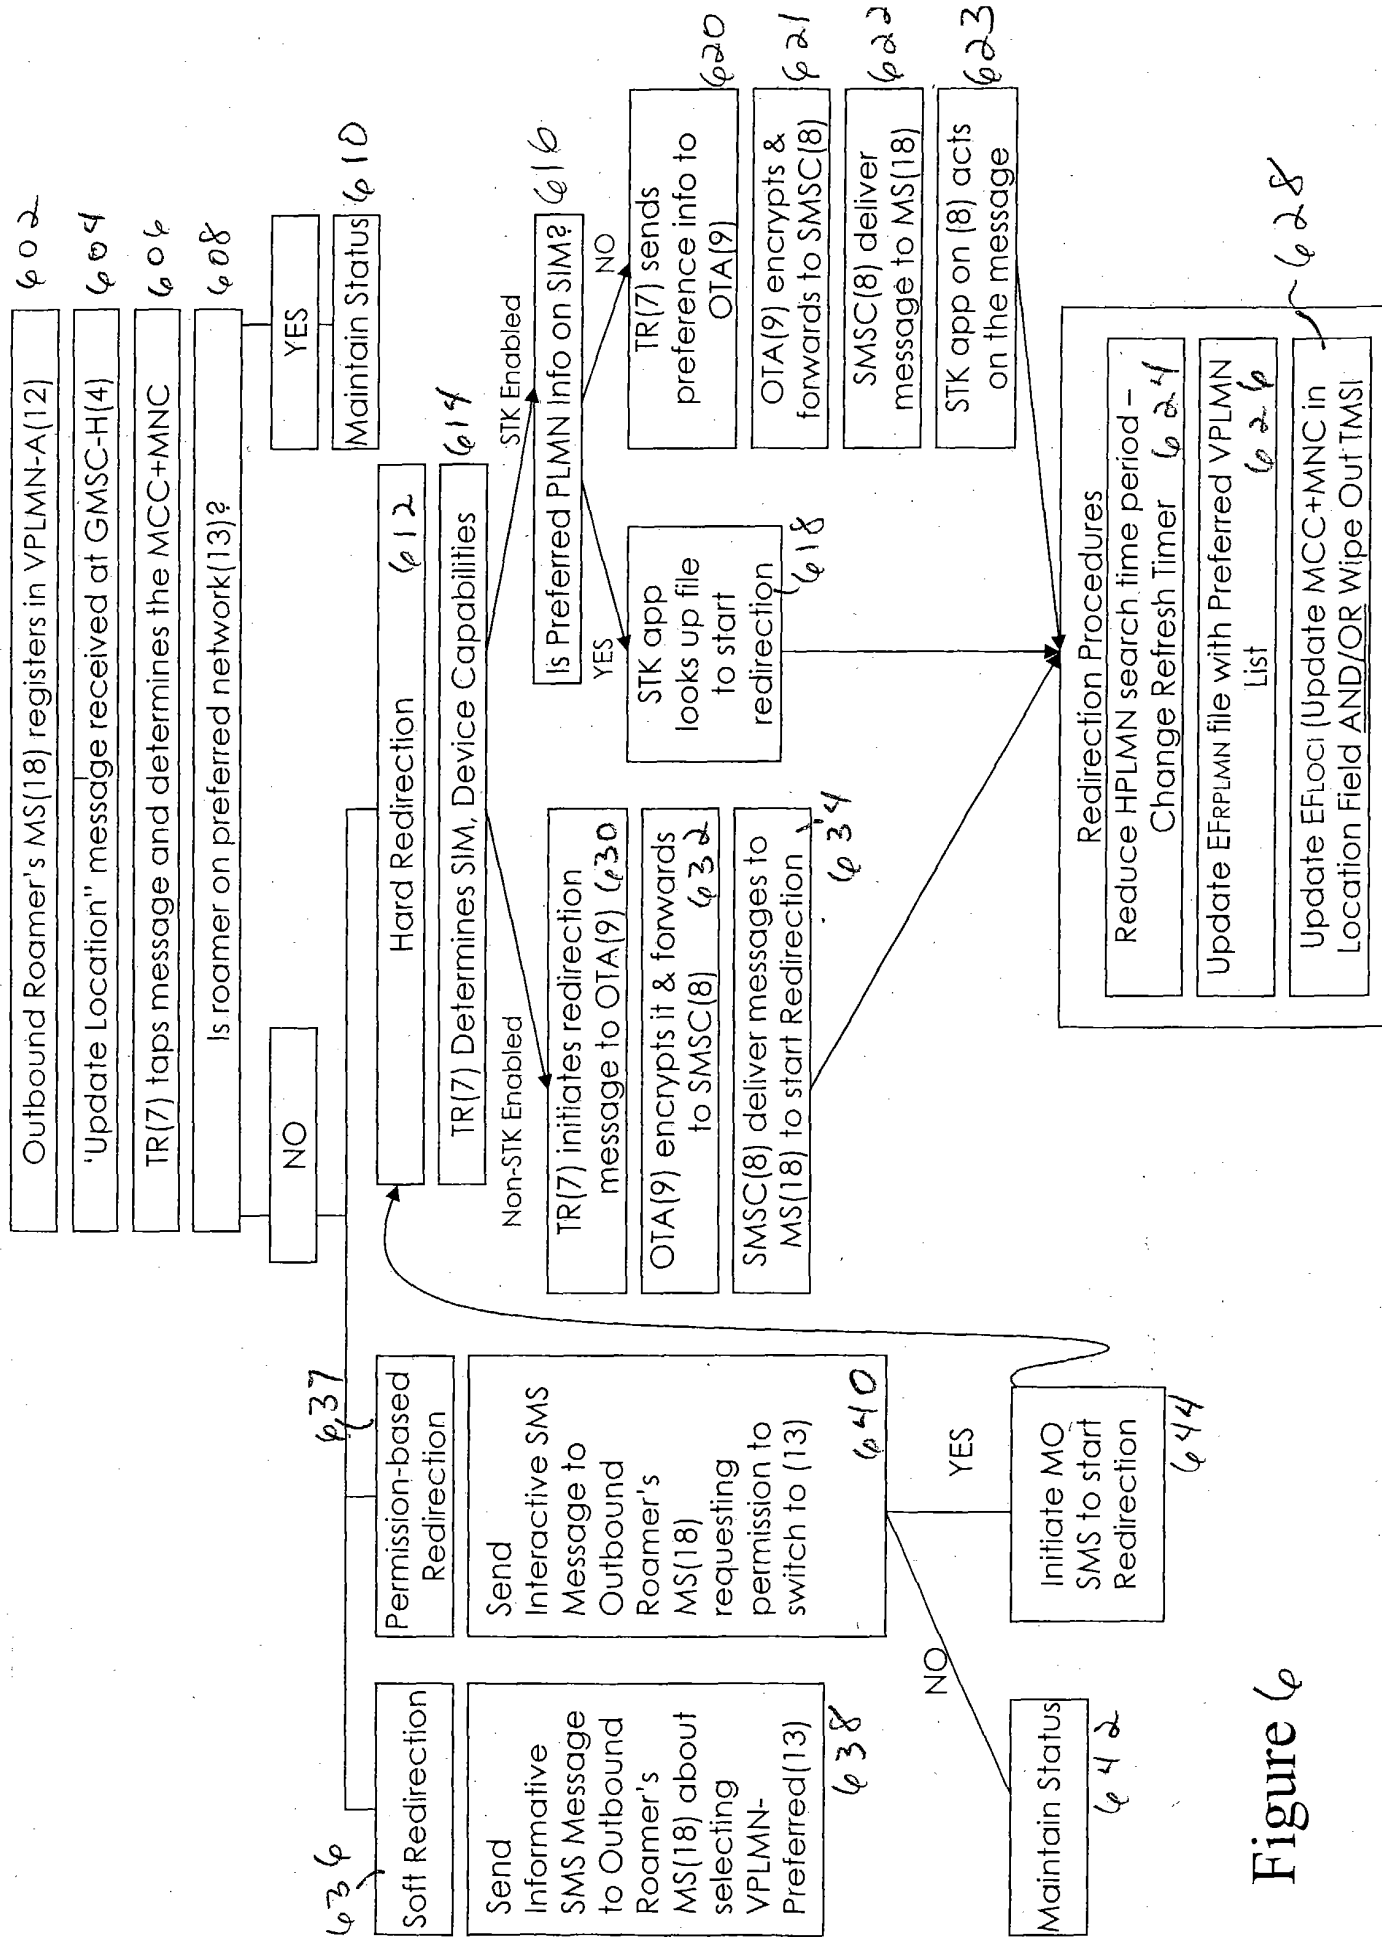 Outbound Roamer's MS(18) registers in VPLMN-A(12)
602
'Update Location" message received at GMSC-H(4)
604
TR(7) taps message and determines the MCC+MNC
606
Is roamer on preferred network(13)?
608
NO
YES
Maintain Status
610
636
Soft Redirection
Send
Informative
SMS Message
to Outbound
Roamer's
MS(18) about
selecting
VPLMN-
Preferred(13)
638
637
Permission-based
Redirection
Send
Interactive SMS
Message to
Outbound
Roamer's
MS(18)
requesting
permission to
switch to (13)
640
NO
YES
Maintain Status
642
Initiate MO
SMS to start
Redirection
644
Hard Redirection
612
TR(7) Determines SIM, Device Capabilities
614
Non-STK Enabled
STK Enabled
TR(7) initiates redirection
message to OTA(9) 630
OTA(9) encrypts it & forwards
to SMSC(8) 632
SMSC(8) deliver messages to
MS(18) to start Redirection
634
Is Preferred PLMN info on SIM?
616
YES
NO
STK app
looks up file
to start
redirection
618
TR(7) sends
preference info to
OTA(9)
620
OTA(9) encrypts &
forwards to SMSC(8)
621
SMSC(8) deliver
message to MS(18)
622
STK app on (8) acts
on the message
623
Redirection Procedures
Reduce HPLMN search time period –
Change Refresh Timer 624
Update EFRPLMN file with Preferred VPLMN
List 626
Update EFLOCI (Update MCC+MNC in
Location Field AND/OR Wipe Out TMSI
628
Figure 6